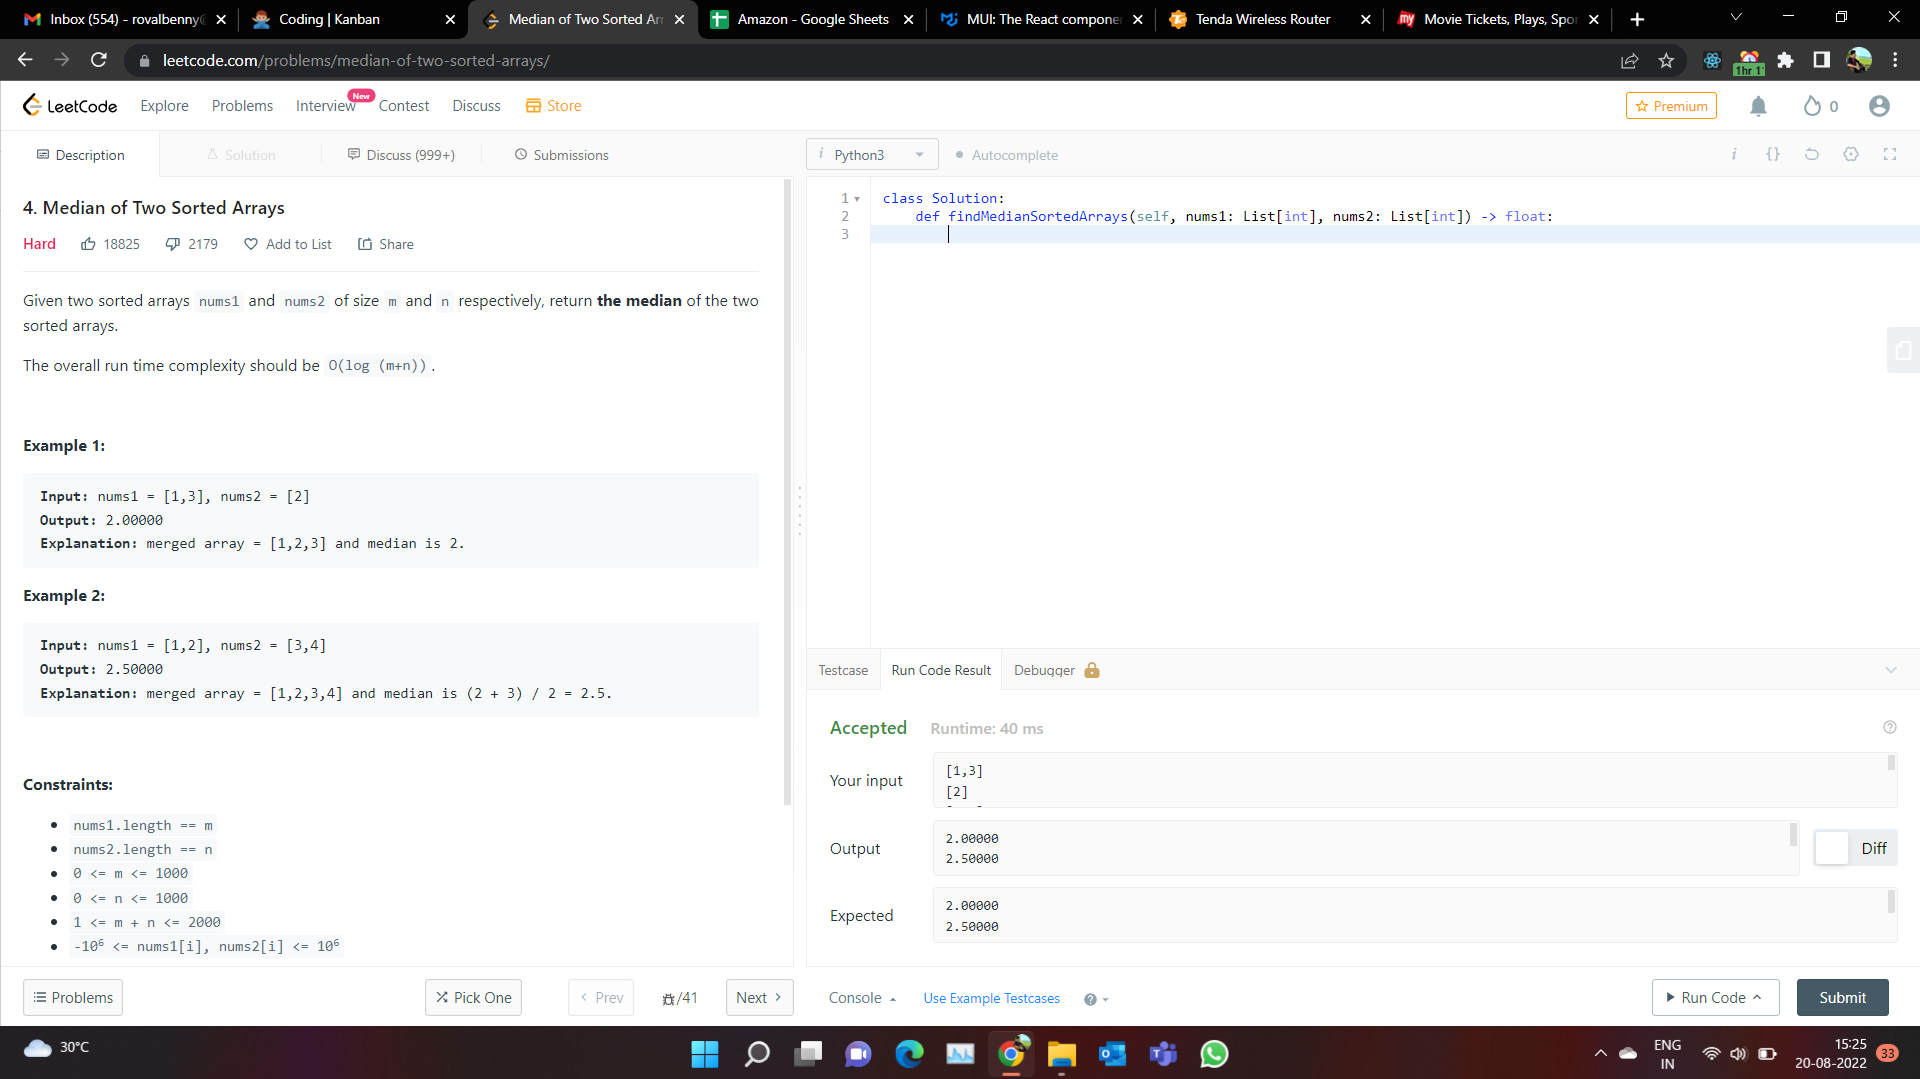 Inbox (554) - rovalbenny@
Coding | Kanban
Median of Two Sorted Arr
Amazon - Google Sheets
MUI: The React componen
Tenda Wireless Router
Movie Tickets, Plays, Spor
leetcode.com/problems/median-of-two-sorted-arrays/
1hr 1
LeetCode
Explore
Problems
Interview
New
Contest
Discuss
Store
Premium
0
Description
Solution
Discuss (999+)
Submissions
i Python3
Autocomplete
i
{}
4. Median of Two Sorted Arrays
Hard
18825
2179
Add to List
Share
Given two sorted arrays nums1 and nums2 of size m and n respectively, return the median of the two
sorted arrays.
The overall run time complexity should be O(log (m+n)).
Example 1:
Input: nums1 = [1,3], nums2 = [2]
Output: 2.00000
Explanation: merged array = [1,2,3] and median is 2.
Example 2:
Input: nums1 = [1,2], nums2 = [3,4]
Output: 2.50000
Explanation: merged array = [1,2,3,4] and median is (2 + 3) / 2 = 2.5.
Constraints:
nums1.length == m
nums2.length == n
0 <= m <= 1000
0 <= n <= 1000
1 <= m + n <= 2000
-10⁶ <= nums1[i], nums2[i] <= 10⁶
1 class Solution:
2 def findMedianSortedArrays(self, nums1: List[int], nums2: List[int]) -> float:
3
Testcase
Run Code Result
Debugger
Accepted
Runtime: 40 ms
Your input
[1,3]
[2]
Output
2.00000
2.50000
Diff
Expected
2.00000
2.50000
Problems
Pick One
< Prev
/41
Next >
Console
Use Example Testcases
Run Code
Submit
30°C
ENG
IN
15:25
20-08-2022
33